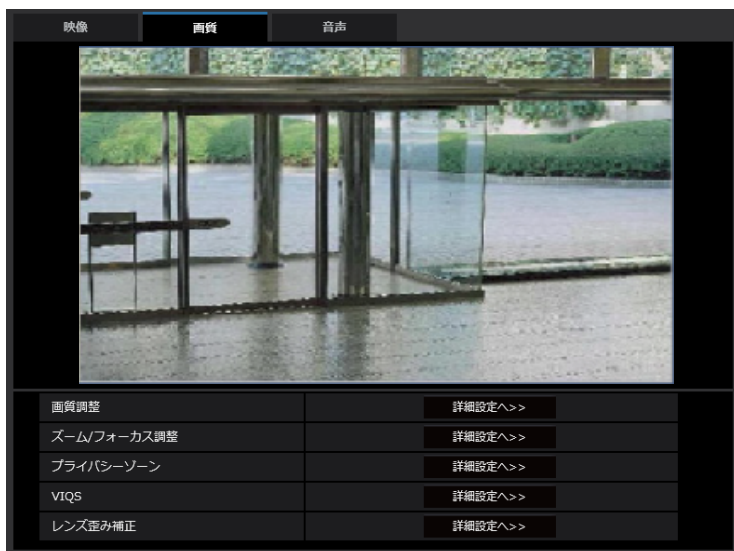 映像 画質 音声
画質調整 詳細設定へ>>
ズーム/フォーカス調整 詳細設定へ>>
プライバシーゾーン 詳細設定へ>>
VIQS 詳細設定へ>>
レンズ歪み補正 詳細設定へ>>